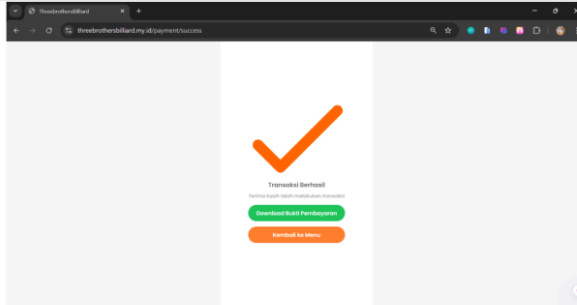 ThreebrothersBilliard
threebrothersbilliard.my.id/payment/success
Transaksi Berhasil
Terima kasih telah melakukan transaksi
Download Bukti Pembayaran
Kembali ke Menu